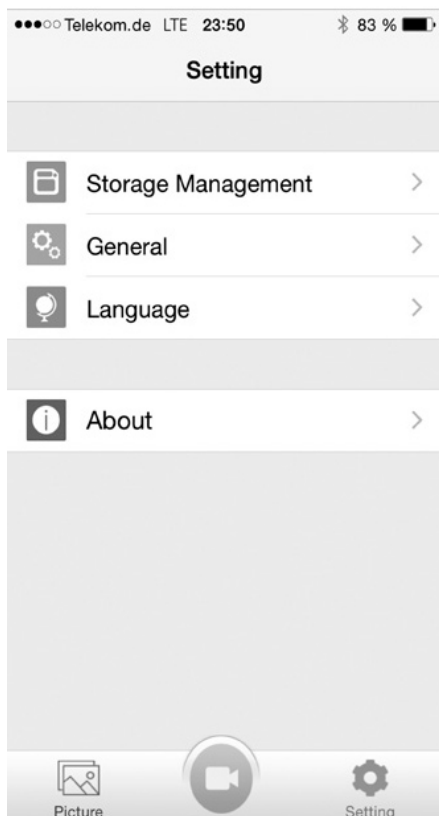 Telekom.de LTE 23:50 83 %
Setting
Storage Management
General
Language
About
Picture Setting